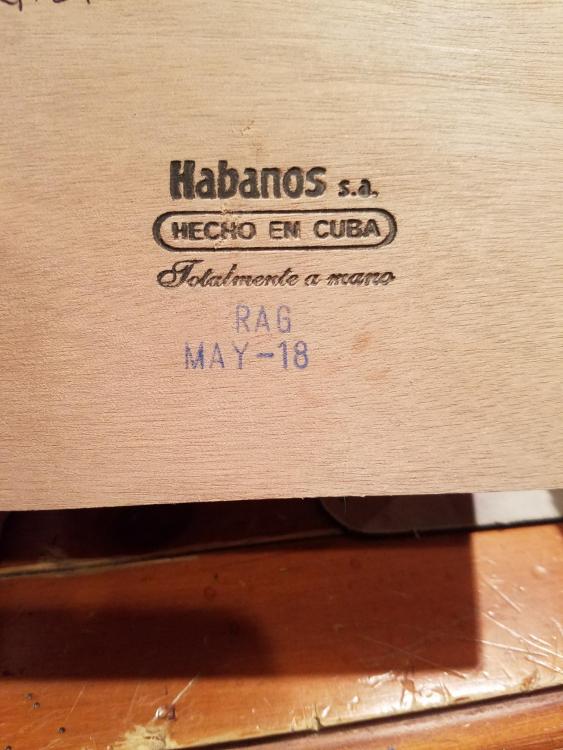 Habanos s.a.
HECHO EN CUBA
Totalmente a mano
RAG
MAY-18